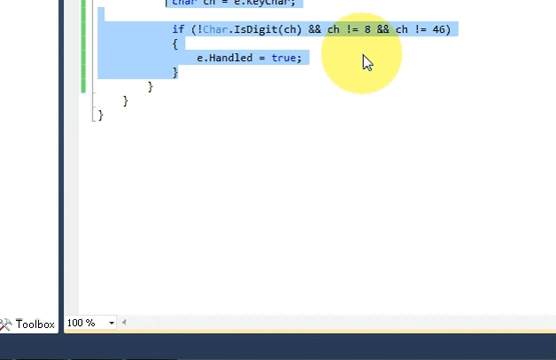 char ch = e.KeyChar;
if (!Char.IsDigit(ch) && ch != 8 && ch != 46)
{
e.Handled = true;
}
}
}
}
Toolbox
100 %